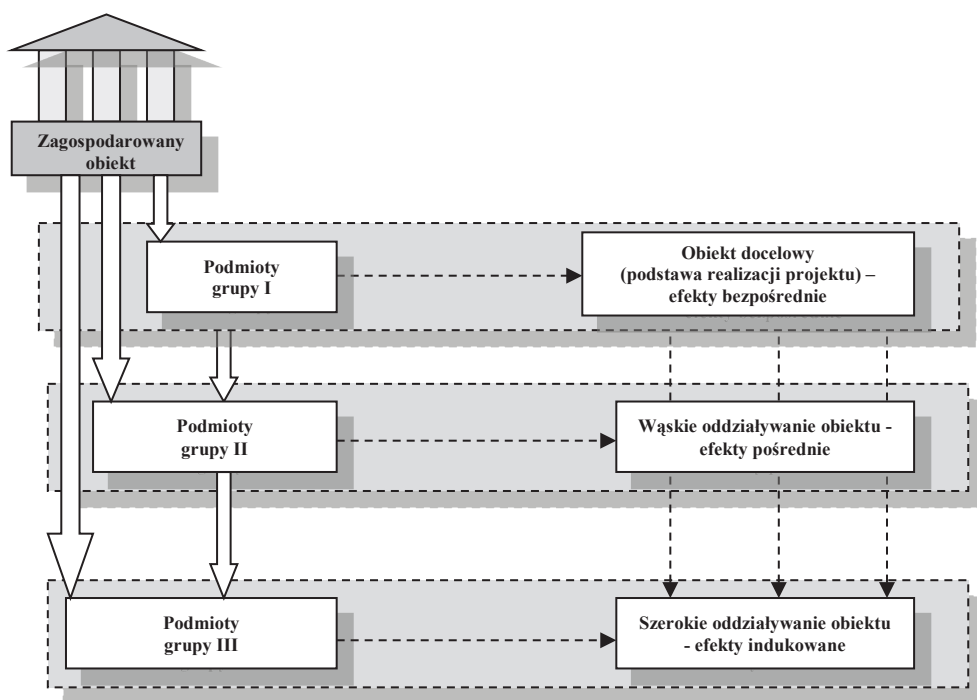 Zagospodarowany
obiekt
Podmioty
grupy I
Obiekt docelowy
(podstawa realizacji projektu) –
efekty bezpośrednie
Podmioty
grupy II
Wąskie oddziaływanie obiektu -
efekty pośrednie
Podmioty
grupy III
Szerokie oddziaływanie obiektu
- efekty indukowane